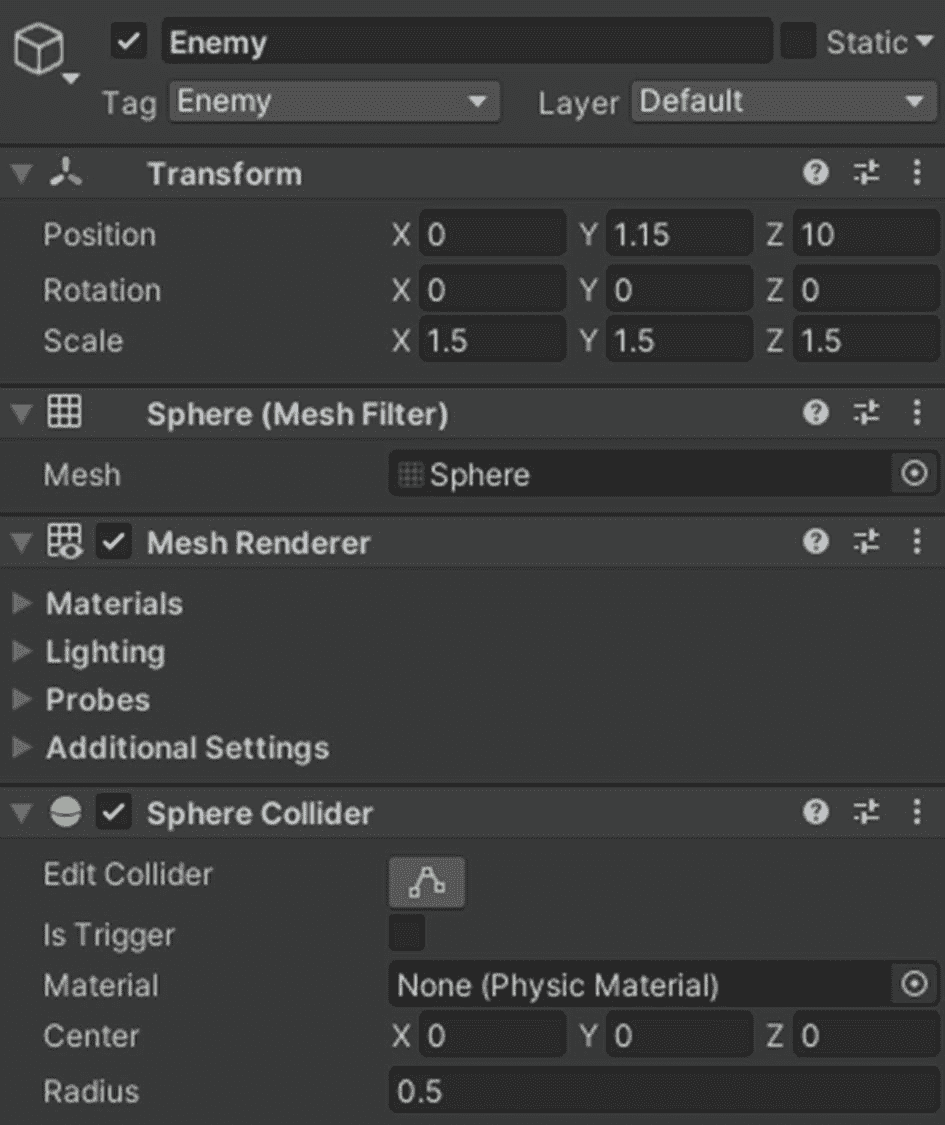 Enemy Static
Tag Enemy Layer Default
Transform
Position X 0 Y 1.15 Z 10
Rotation X 0 Y 0 Z 0
Scale X 1.5 Y 1.5 Z 1.5
Sphere (Mesh Filter)
Mesh Sphere
Mesh Renderer
Materials
Lighting
Probes
Additional Settings
Sphere Collider
Edit Collider
Is Trigger
Material None (Physic Material)
Center X 0 Y 0 Z 0
Radius 0.5